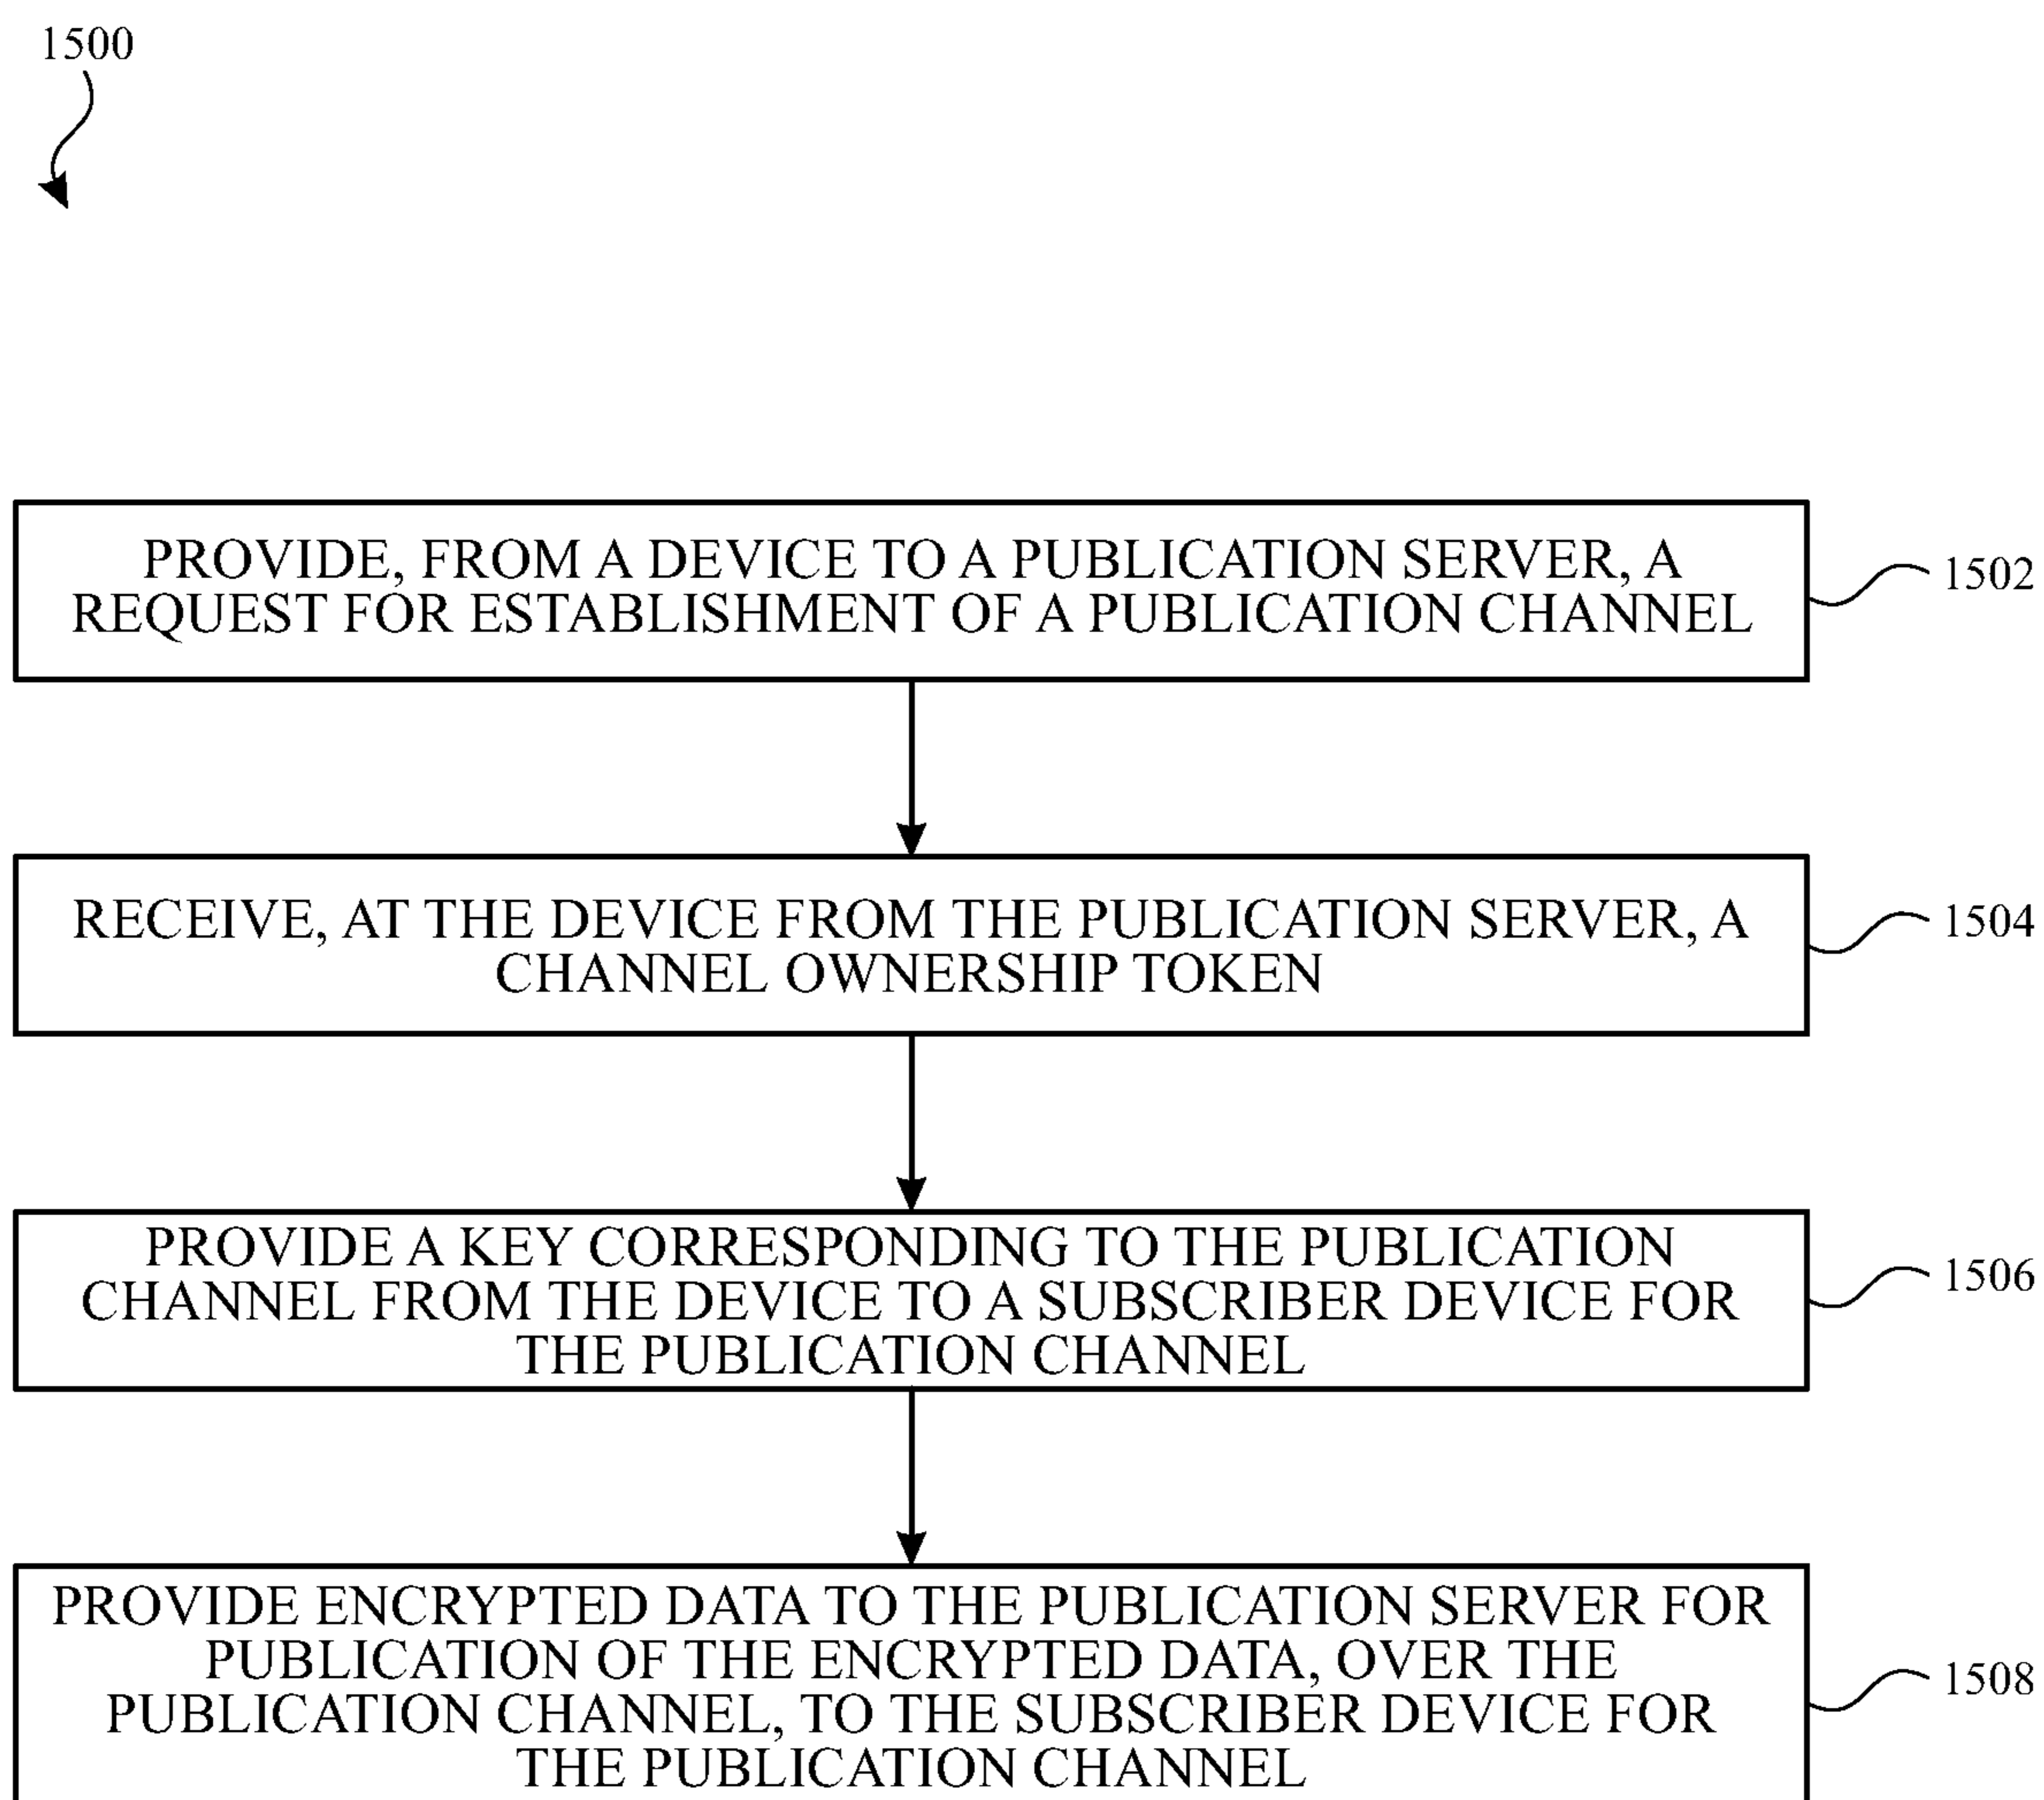 1500
PROVIDE, FROM A DEVICE TO A PUBLICATION SERVER, A
REQUEST FOR ESTABLISHMENT OF A PUBLICATION CHANNEL
1502
RECEIVE, AT THE DEVICE FROM THE PUBLICATION SERVER, A
CHANNEL OWNERSHIP TOKEN
1504
PROVIDE A KEY CORRESPONDING TO THE PUBLICATION
CHANNEL FROM THE DEVICE TO A SUBSCRIBER DEVICE FOR
THE PUBLICATION CHANNEL
1506
PROVIDE ENCRYPTED DATA TO THE PUBLICATION SERVER FOR
PUBLICATION OF THE ENCRYPTED DATA, OVER THE
PUBLICATION CHANNEL, TO THE SUBSCRIBER DEVICE FOR
THE PUBLICATION CHANNEL
1508